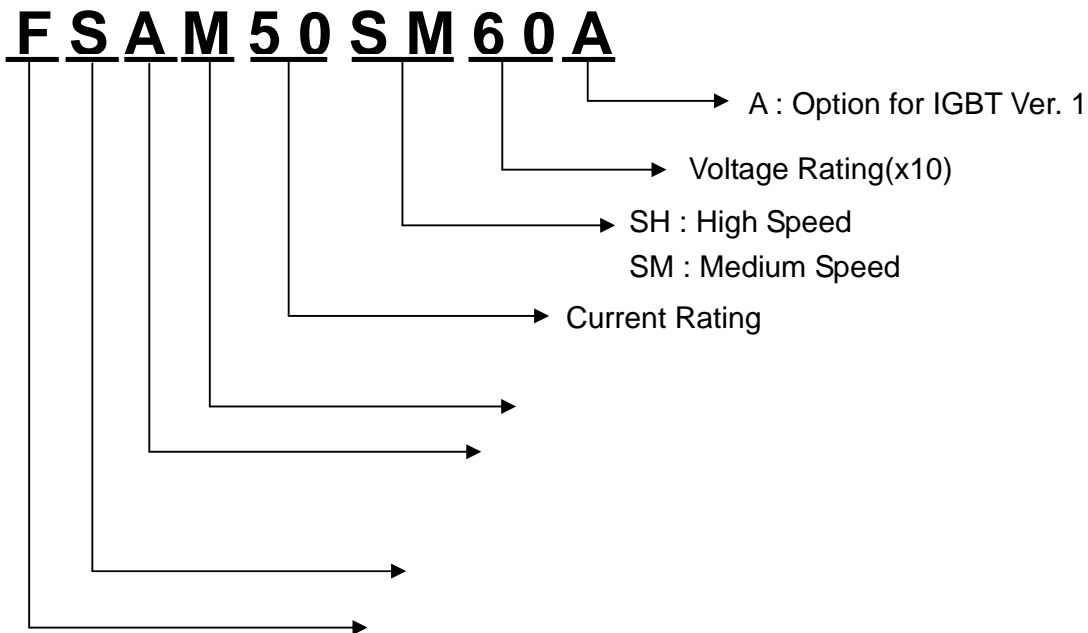 F S A M 5 0 S M 6 0 A
A : Option for IGBT Ver. 1
Voltage Rating(x10)
SH : High Speed
SM : Medium Speed
Current Rating